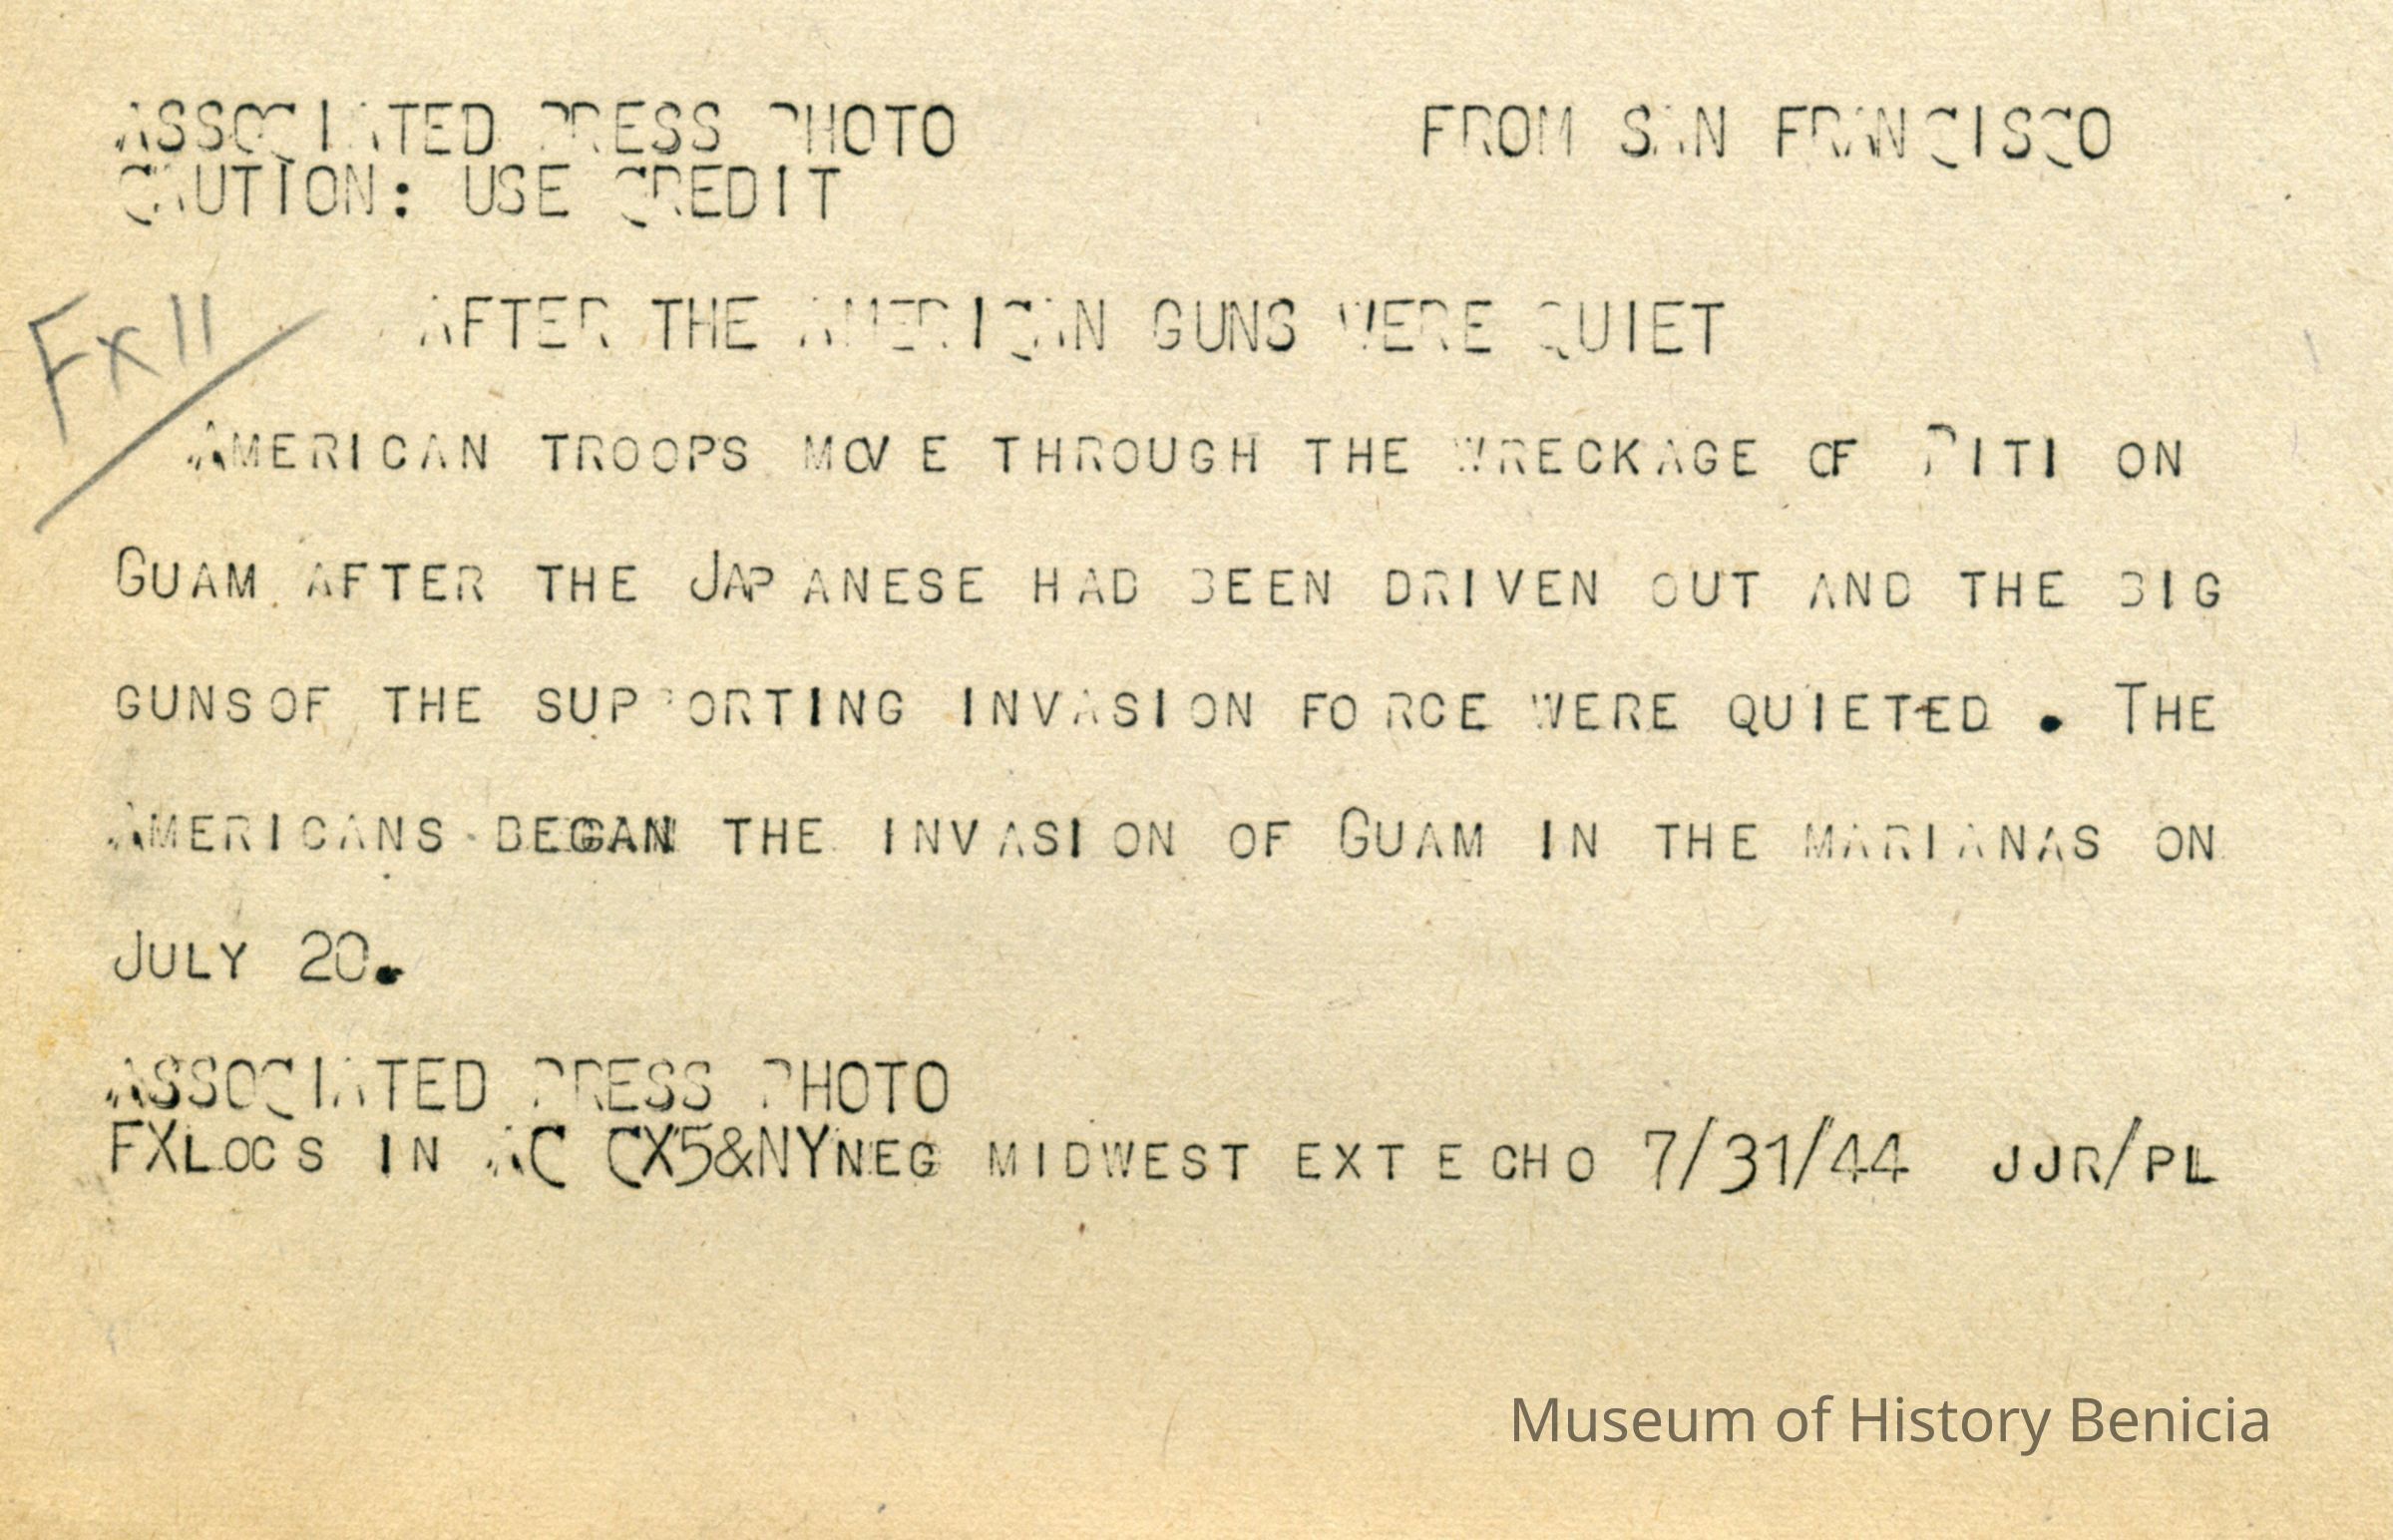 ASSOCIATED PRESS PHOTO FROM SAN FRANCISCO
CAUTION: USE CREDIT
Fx11
AFTER THE AMERICAN GUNS WERE QUIET
AMERICAN TROOPS MOVE THROUGH THE WRECKAGE OF PITI ON
GUAM AFTER THE JAPANESE HAD BEEN DRIVEN OUT AND THE BIG
GUNSOF THE SUPPORTING INVASION FORCE WERE QUIETED. THE
AMERICANS BEGAN THE INVASION OF GUAM IN THE MARIANAS ON
JULY 20.
ASSOCIATED PRESS PHOTO
FXLOCS IN AC CX5&NYNEG MIDWEST EXT ECHO 7/31/44 JJR/PL
Museum of History Benicia